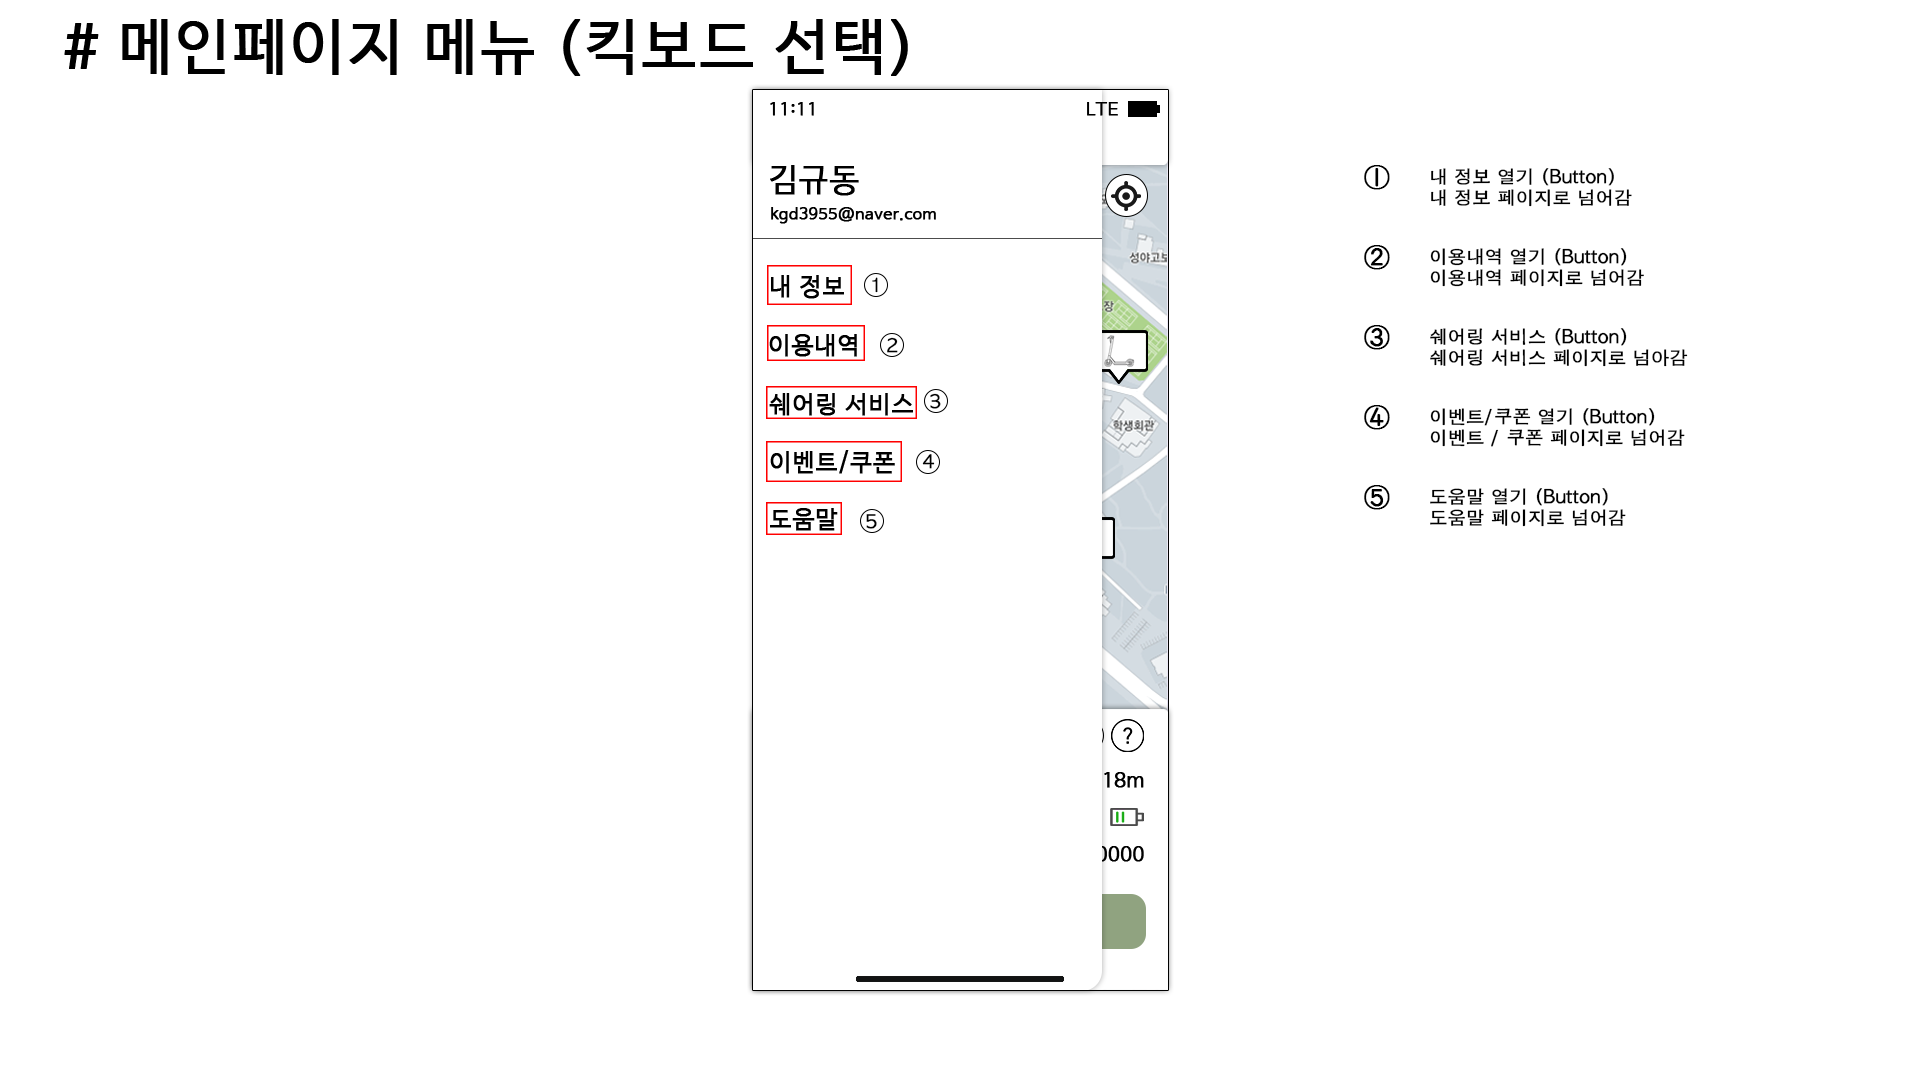 # 메인페이지 메뉴 (킥보드 선택)
11:11
LTE
김규동
kgd3955@naver.com
내 정보 ①
이용내역 ②
쉐어링 서비스 ③
이벤트/쿠폰 ④
도움말 ⑤
성야고보
장
학생회관
?
18m
0000
① 내 정보 열기 (Button)
내 정보 페이지로 넘어감
② 이용내역 열기 (Button)
이용내역 페이지로 넘어감
③ 쉐어링 서비스 (Button)
쉐어링 서비스 페이지로 넘아감
④ 이벤트/쿠폰 열기 (Button)
이벤트 / 쿠폰 페이지로 넘어감
⑤ 도움말 열기 (Button)
도움말 페이지로 넘어감